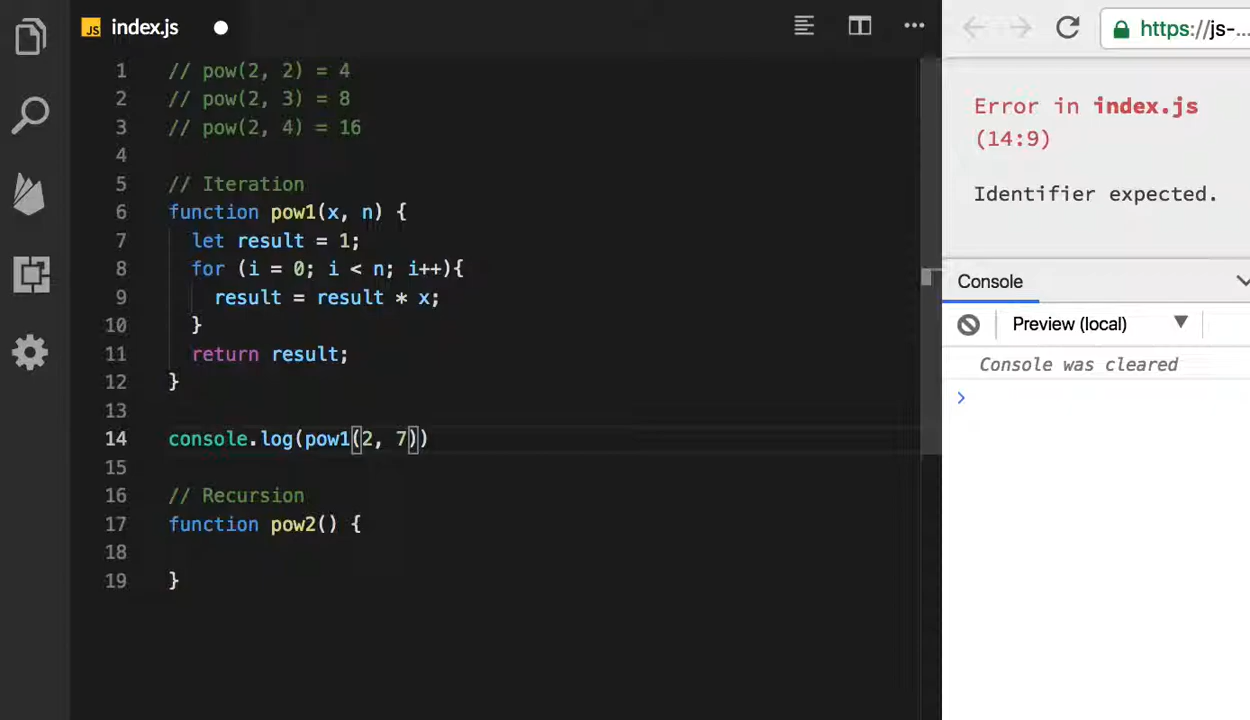 JS index.js
https://js-...
1 // pow(2, 2) = 4
2 // pow(2, 3) = 8
3 // pow(2, 4) = 16
4
5 // Iteration
6 function pow1(x, n) {
7 let result = 1;
8 for (i = 0; i < n; i++){
9 result = result * x;
10 }
11 return result;
12 }
13
14 console.log(pow1(2, 7))
15
16 // Recursion
17 function pow2() {
18
19 }
Error in index.js
(14:9)
Identifier expected.
Console
Preview (local)
Console was cleared